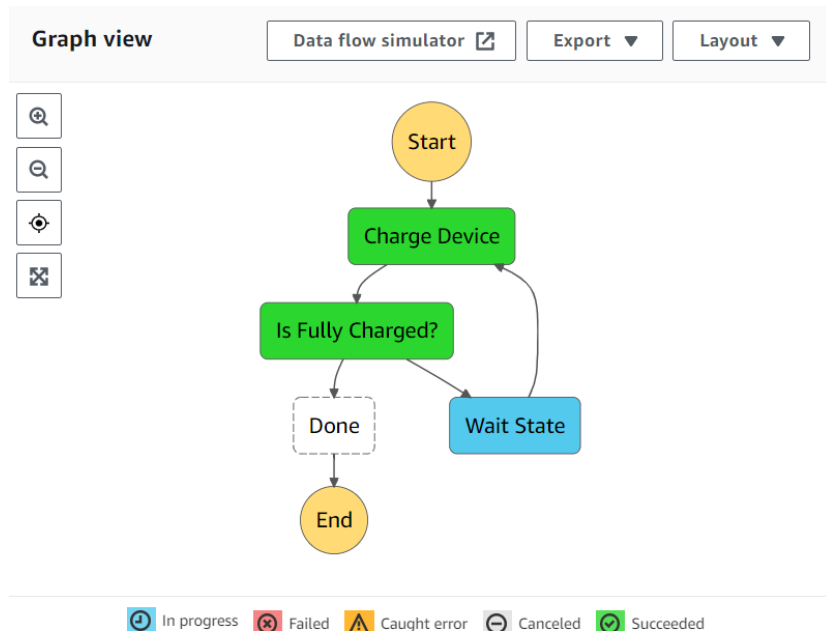 Graph view
Data flow simulator
Export
Layout
Start
Charge Device
Is Fully Charged?
Done
Wait State
End
In progress
Failed
Caught error
Canceled
Succeeded